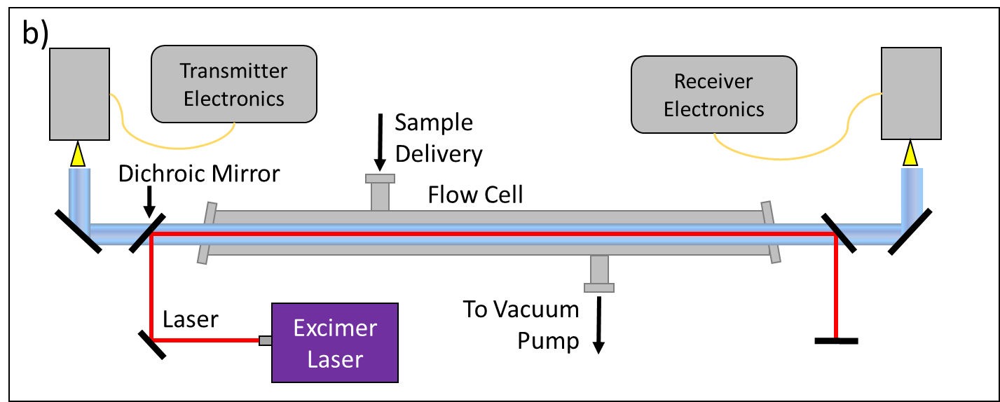 b)
Transmitter
Electronics
Receiver
Electronics
Sample
Delivery
Dichroic Mirror
Flow Cell
Laser
Excimer
Laser
To Vacuum
Pump